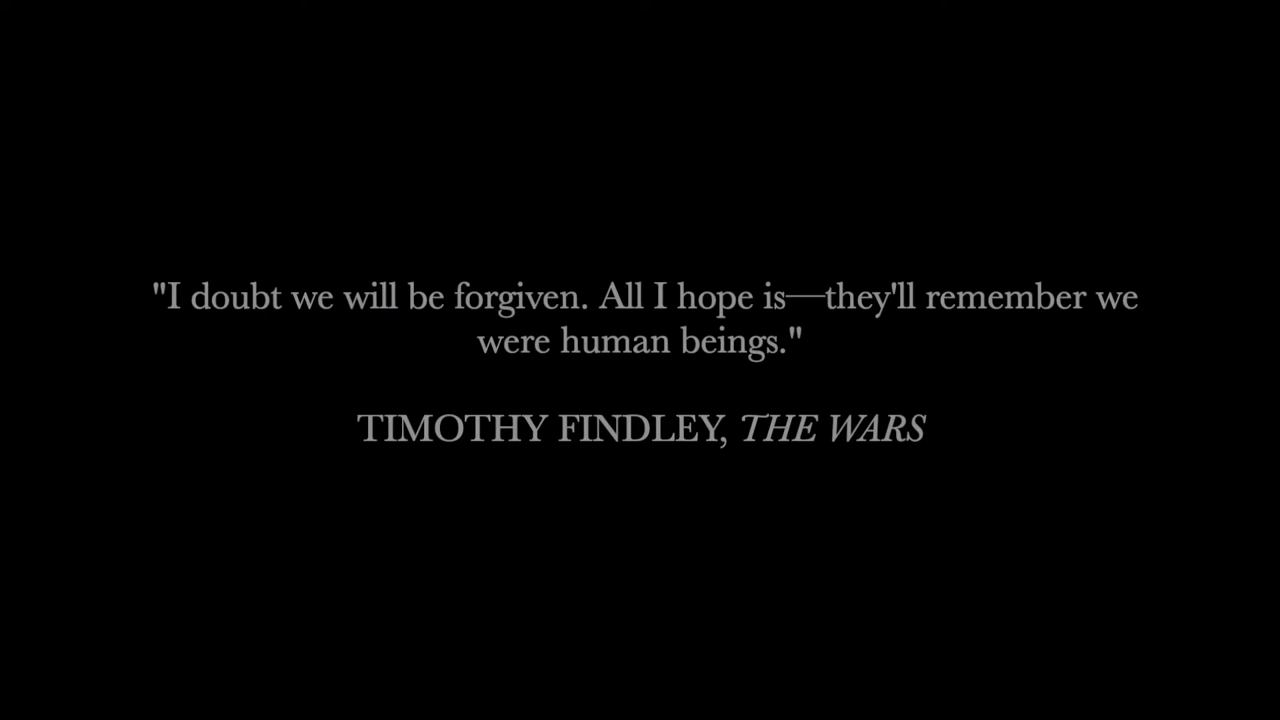 "I doubt we will be forgiven. All I hope is—they'll remember we
were human beings."
TIMOTHY FINDLEY, THE WARS